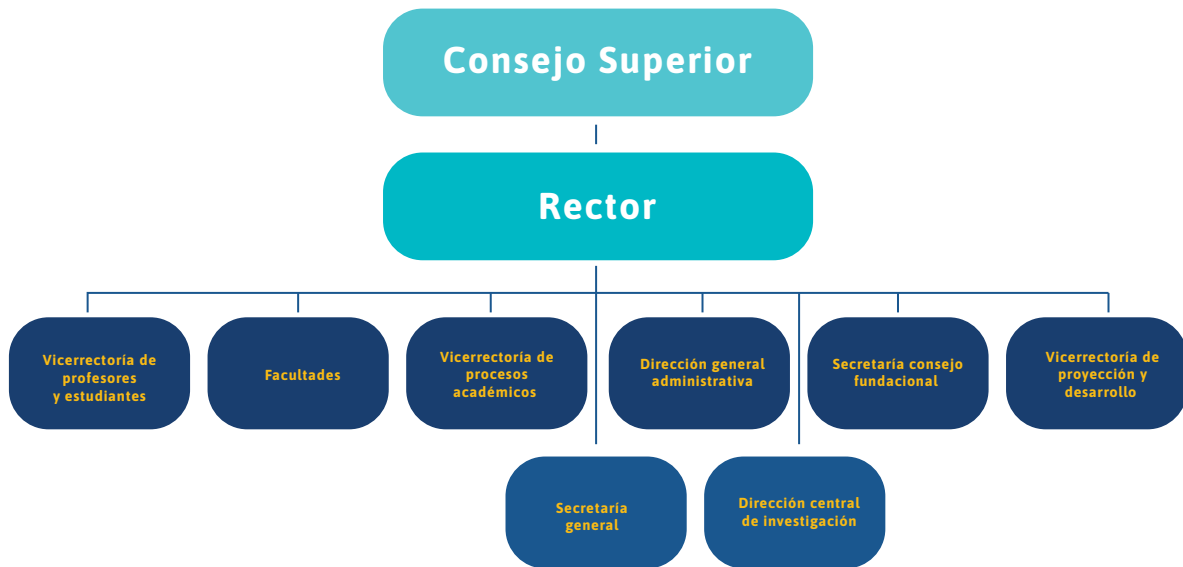 Consejo Superior
Rector
Vicerrectoría de
profesores
y estudiantes
Facultades
Vicerrectoría de
procesos
académicos
Dirección general
administrativa
Secretaría consejo
fundacional
Vicerrectoría de
proyección y
desarrollo
Secretaría
general
Dirección central
de investigación